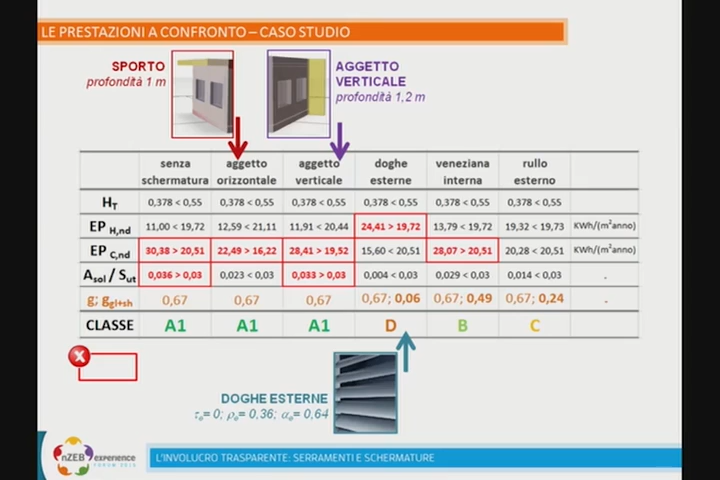 LE PRESTAZIONI A CONFRONTO – CASO STUDIO
SPORTO
profondità 1 m
AGGETTO
VERTICALE
profondità 1,2 m
senza schermatura aggetto orizzontale aggetto verticale doghe esterne veneziana interna rullo esterno
H_T 0,378 < 0,55 0,378 < 0,55 0,378 < 0,55 0,378 < 0,55 0,378 < 0,55 0,378 < 0,55
EP H,nd 11,00 < 19,72 12,59 < 21,11 11,91 < 20,44 24,41 > 19,72 13,79 < 19,72 19,32 < 19,73 KWh/(m²anno)
EP C,nd 30,38 > 20,51 22,49 > 16,22 28,41 > 19,52 15,60 < 20,51 28,07 > 20,51 20,28 < 20,51 KWh/(m²anno)
A_sol / S_ut 0,036 > 0,03 0,023 < 0,03 0,033 > 0,03 0,004 < 0,03 0,029 < 0,03 0,014 < 0,03 .
g; g_gl+sh 0,67 0,67 0,67 0,67; 0,06 0,67; 0,49 0,67; 0,24 .
CLASSE A1 A1 A1 D B C
DOGHE ESTERNE
τe= 0; ρe= 0,36; αe= 0,64
nZEB experience
FORUM 2015
L'INVOLUCRO TRASPARENTE: SERRAMENTI E SCHERMATURE